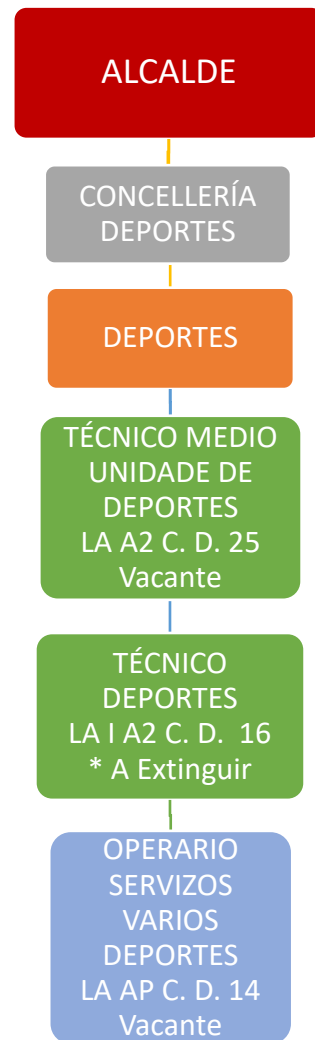 ALCALDE
CONCELLERÍA
DEPORTES
DEPORTES
TÉCNICO MEDIO
UNIDADE DE
DEPORTES
LA A2 C. D. 25
Vacante
TÉCNICO
DEPORTES
LA I A2 C. D. 16
* A Extinguir
OPERARIO
SERVIZOS
VARIOS
DEPORTES
LA AP C. D. 14
Vacante